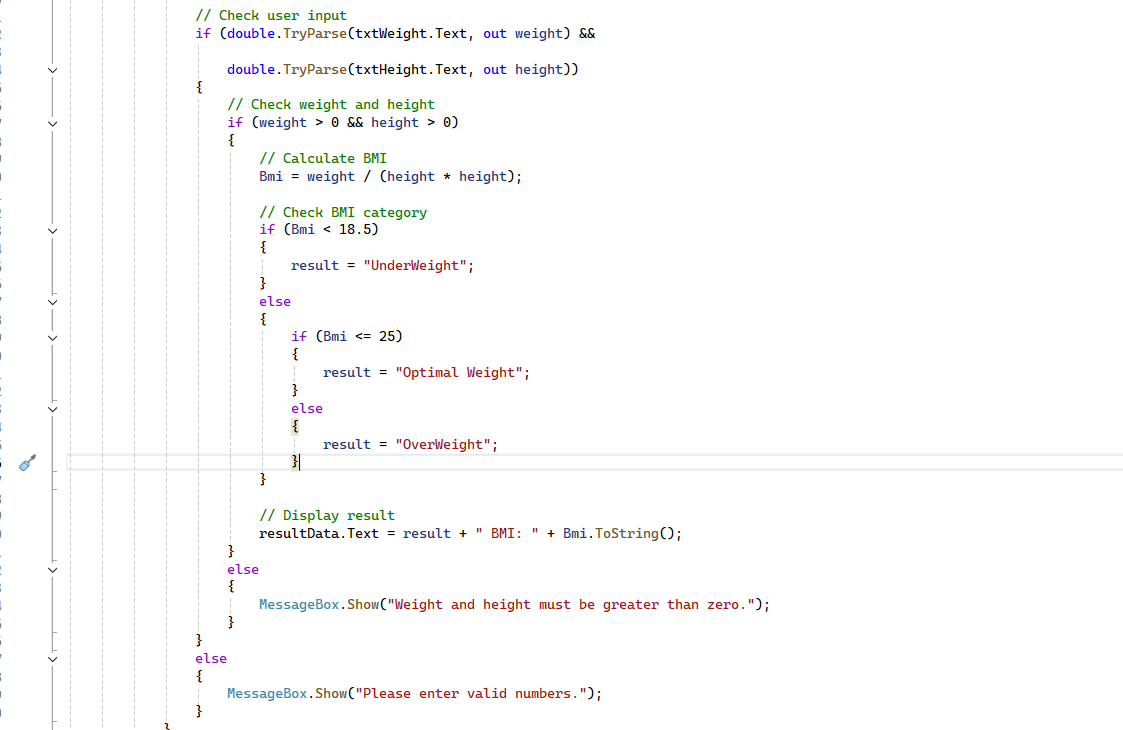 // Check user input
if (double.TryParse(txtWeight.Text, out weight) &&
double.TryParse(txtHeight.Text, out height))
{
// Check weight and height
if (weight > 0 && height > 0)
{
// Calculate BMI
Bmi = weight / (height * height);
// Check BMI category
if (Bmi < 18.5)
{
result = "UnderWeight";
}
else
{
if (Bmi <= 25)
{
result = "Optimal Weight";
}
else
{
result = "OverWeight";
}
}
// Display result
resultData.Text = result + " BMI: " + Bmi.ToString();
}
else
{
MessageBox.Show("Weight and height must be greater than zero.");
}
}
else
{
MessageBox.Show("Please enter valid numbers.");
}
}